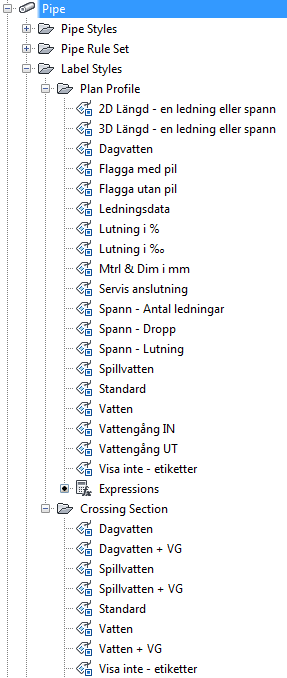 Pipe
Pipe Styles
Pipe Rule Set
Label Styles
Plan Profile
2D Längd - en ledning eller spann
3D Längd - en ledning eller spann
Dagvatten
Flagga med pil
Flagga utan pil
Ledningsdata
Lutning i %
Lutning i ‰
Mtrl & Dim i mm
Servis anslutning
Spann - Antal ledningar
Spann - Dropp
Spann - Lutning
Spillvatten
Standard
Vatten
Vattengång IN
Vattengång UT
Visa inte - etiketter
Expressions
Crossing Section
Dagvatten
Dagvatten + VG
Spillvatten
Spillvatten + VG
Standard
Vatten
Vatten + VG
Visa inte - etiketter